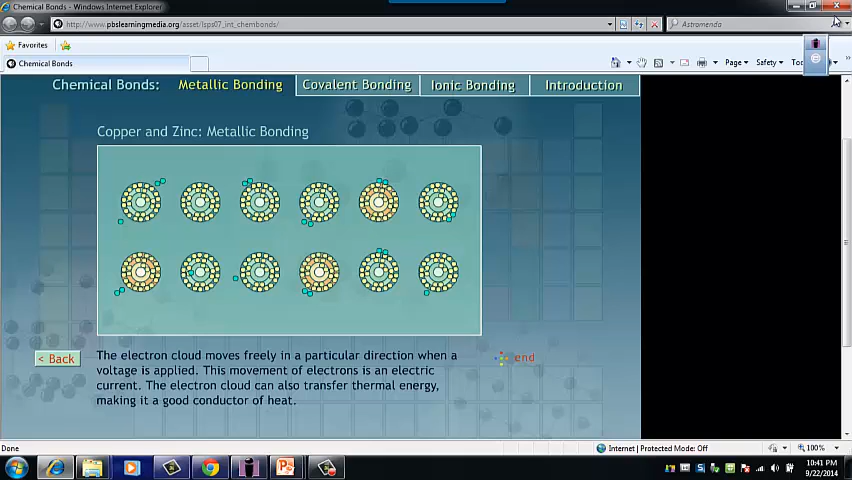 Chemical Bonds - Windows Internet Explorer
http://www.pbslearningmedia.org/asset/lsps07_int_chembonds/
Astramenda
Favorites
Chemical Bonds
Page
Safety
Chemical Bonds: Metallic Bonding Covalent Bonding Ionic Bonding Introduction
Copper and Zinc: Metallic Bonding
< Back
The electron cloud moves freely in a particular direction when a
voltage is applied. This movement of electrons is an electric
current. The electron cloud can also transfer thermal energy,
making it a good conductor of heat.
end
Done
Internet | Protected Mode: Off
100%
10:41 PM
9/22/2014